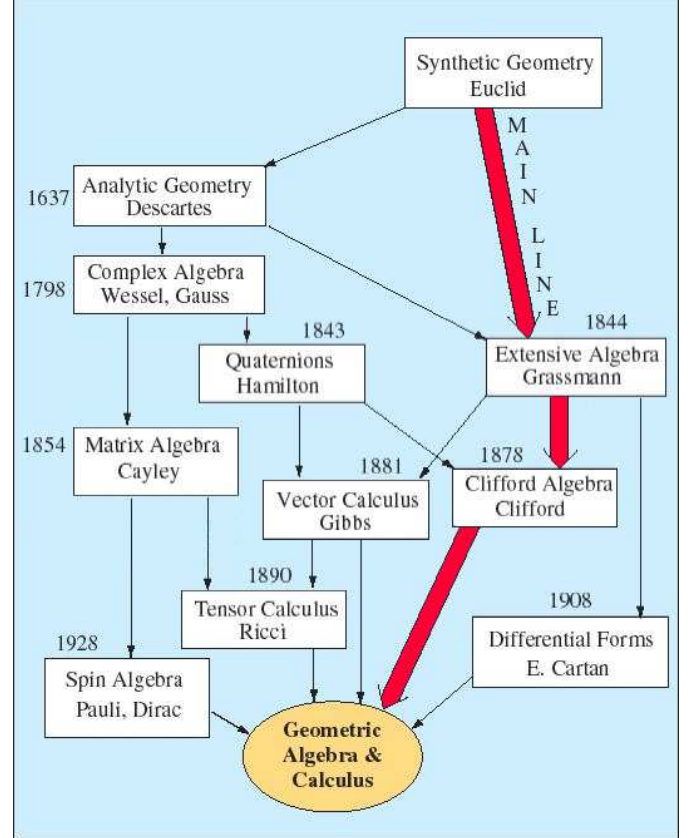 Synthetic Geometry
Euclid
MAIN LINE
1637
Analytic Geometry
Descartes
1798
Complex Algebra
Wessel, Gauss
1843
Quaternions
Hamilton
1844
Extensive Algebra
Grassmann
1854
Matrix Algebra
Cayley
1881
Vector Calculus
Gibbs
1878
Clifford Algebra
Clifford
1890
Tensor Calculus
Ricci
1908
Differential Forms
E. Cartan
1928
Spin Algebra
Pauli, Dirac
Geometric
Algebra &
Calculus